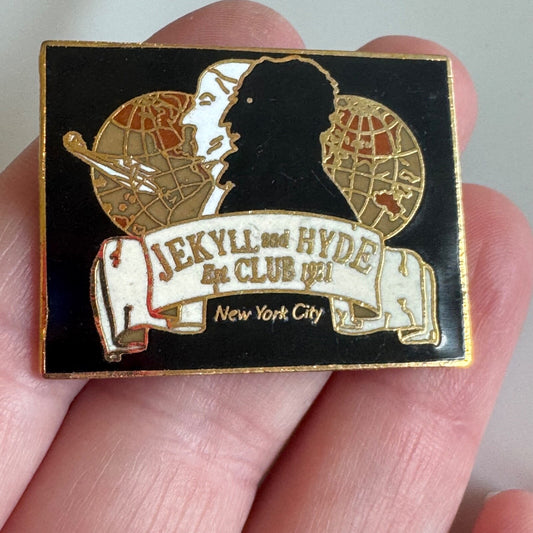 JEKYLL and HYDE
Est. CLUB 1931
New York City